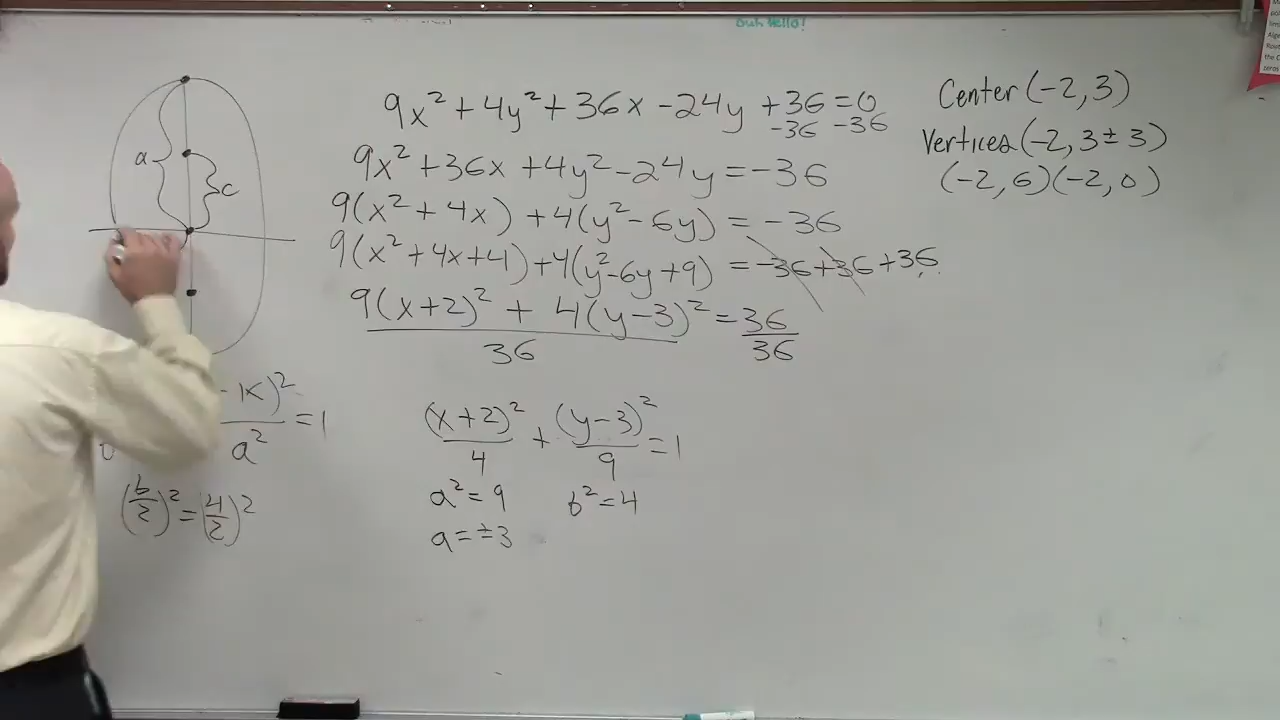 Duh Hello!
9x² + 4y² + 36x - 24y + 36 = 0
-36 -36
9x² + 36x + 4y² - 24y = -36
9(x² + 4x) + 4(y² - 6y) = -36
9(x² + 4x + 4) + 4(y² - 6y + 9) = -36 + 36 + 36
9(x + 2)² + 4(y - 3)² = 36
36 36
(x + 2)² + (y - 3)² = 1
4 9
a² = 9 b² = 4
a = ±3
Center (-2, 3)
Vertices (-2, 3 ± 3)
(-2, 6) (-2, 0)
a
c
- k)²
a² = 1
(b/2)² = (4/2)²